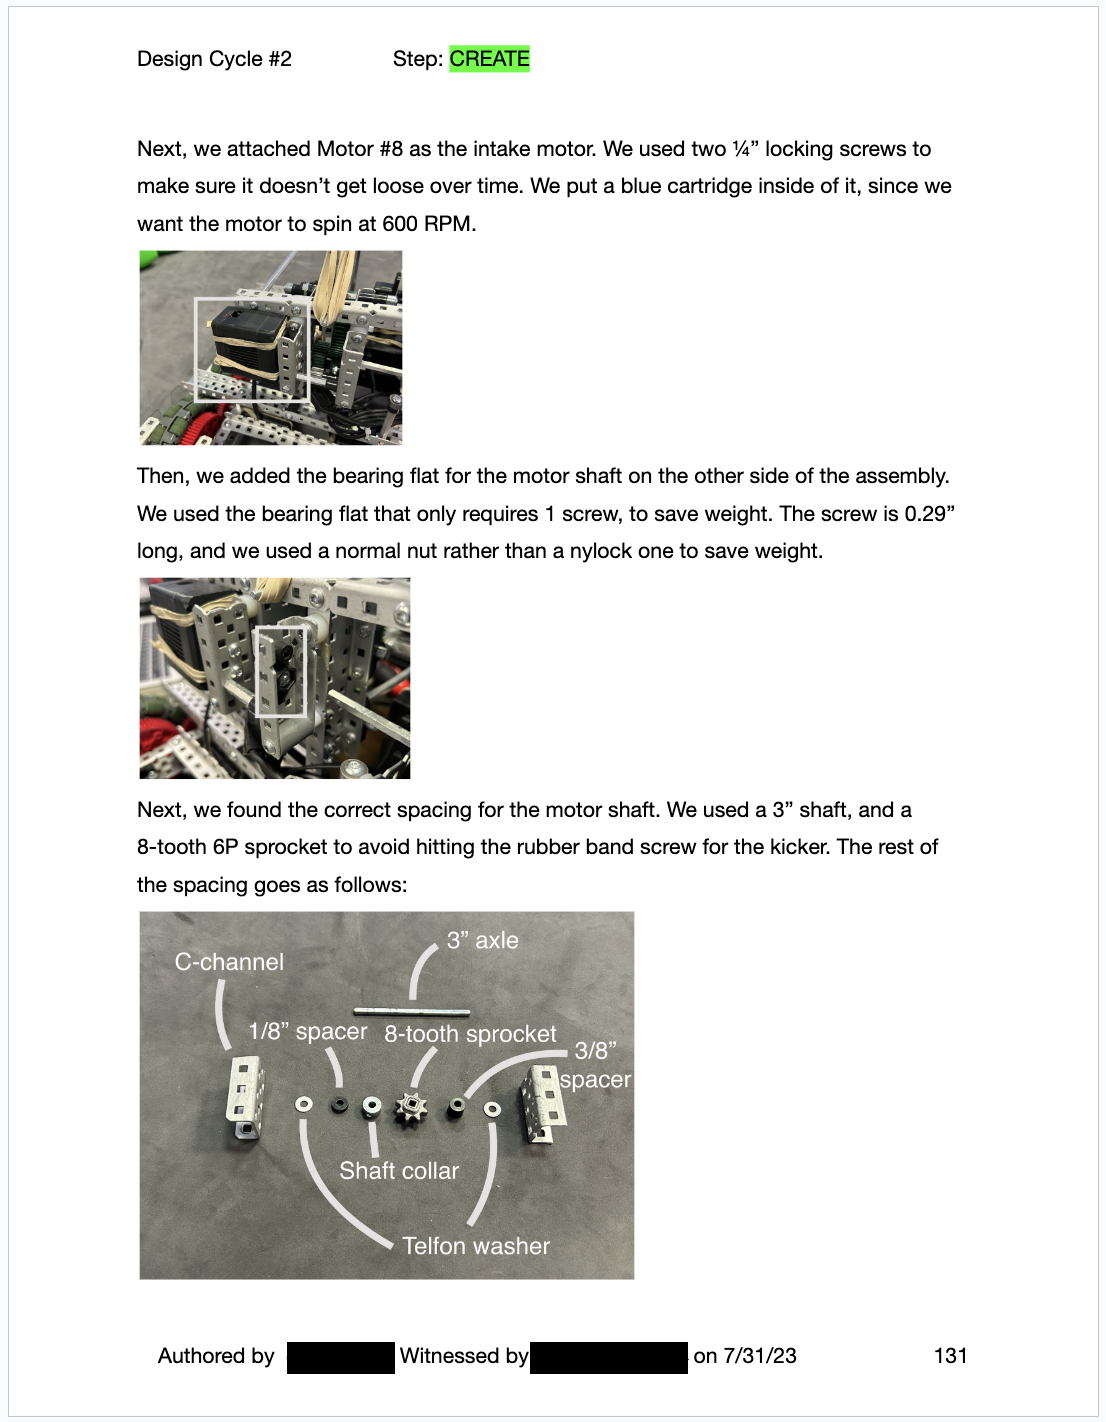 Design Cycle #2 Step: CREATE
Next, we attached Motor #8 as the intake motor. We used two ¼” locking screws to
make sure it doesn’t get loose over time. We put a blue cartridge inside of it, since we
want the motor to spin at 600 RPM.
Then, we added the bearing flat for the motor shaft on the other side of the assembly.
We used the bearing flat that only requires 1 screw, to save weight. The screw is 0.29”
long, and we used a normal nut rather than a nylock one to save weight.
Next, we found the correct spacing for the motor shaft. We used a 3” shaft, and a
8-tooth 6P sprocket to avoid hitting the rubber band screw for the kicker. The rest of
the spacing goes as follows:
3” axle
C-channel
1/8” spacer
8-tooth sprocket
3/8”
spacer
Shaft collar
Telfon washer
Authored by Witnessed by on 7/31/23 131